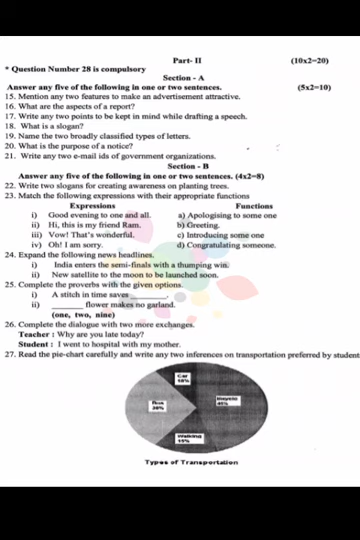 Part- II (10x2=20)
* Question Number 28 is compulsory
Section - A
Answer any five of the following in one or two sentences. (5x2=10)
15. Mention any two features to make an advertisement attractive.
16. What are the aspects of a report?
17. Write any two points to be kept in mind while drafting a speech.
18. What is a slogan?
19. Name the two broadly classified types of letters.
20. What is the purpose of a notice?
21. Write any two e-mail ids of government organizations.
Section - B
Answer any five of the following in one or two sentences. (4x2=8)
22. Write two slogans for creating awareness on planting trees.
23. Match the following expressions with their appropriate functions
Expressions Functions
i) Good evening to one and all. a) Apologising to some one
ii) Hi, this is my friend Ram. b) Greeting.
iii) Vow! That's wonderful. c) Introducing some one
iv) Oh! I am sorry. d) Congratulating someone.
24. Expand the following news headlines.
i) India enters the semi-finals with a thumping win.
ii) New satellite to the moon to be launched soon.
25. Complete the proverbs with the given options.
i) A stitch in time saves ________.
ii) _______ flower makes no garland.
(one, two, nine)
26. Complete the dialogue with two more exchanges.
Teacher : Why are you late today?
Student : I went to hospital with my mother.
27. Read the pie-chart carefully and write any two inferences on transportation preferred by student
Car
Bus
Bicycle
Walking
15%
Types of Transportation